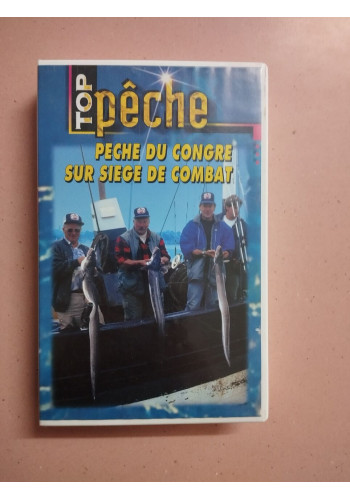 TOP
pêche
PECHE DU CONGRE
SUR SIEGE DE COMBAT